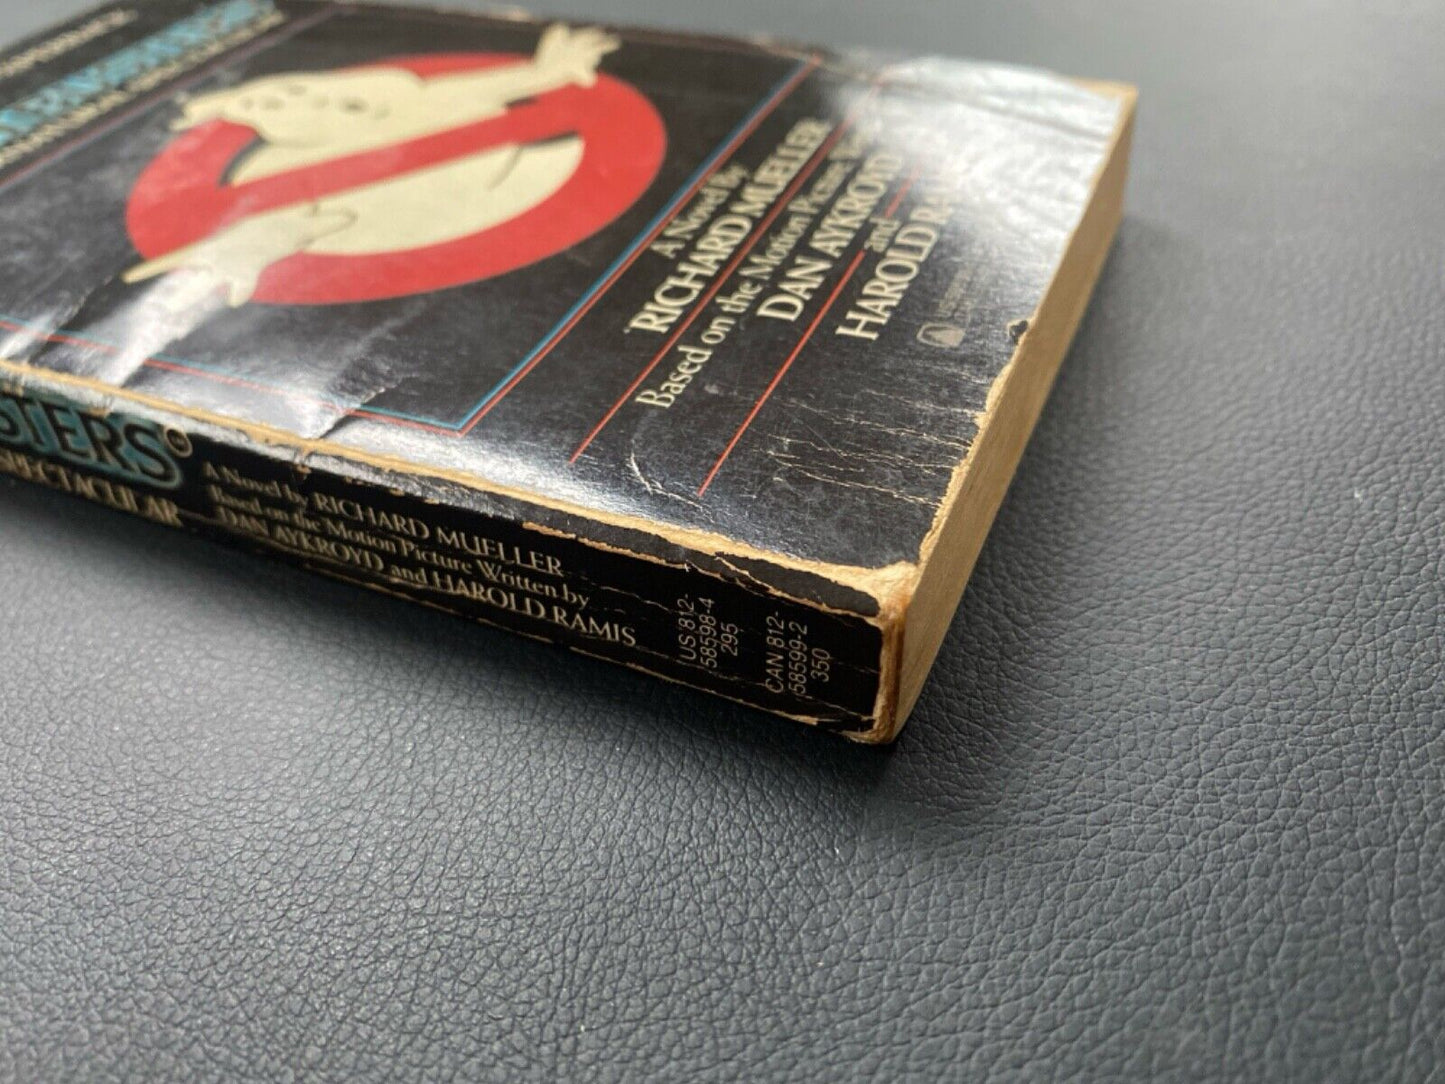 A Novel by
RICHARD MUELLER
Based on the Motion Picture
DAN AYKROYD
and
HAROLD
STERS
SPECTACULAR
A Novel by RICHARD MUELLER
Based on the Motion Picture Written by
DAN AYKROYD and HAROLD RAMIS
US 812-
58598-4
295
CAN 812-
58599-2
350